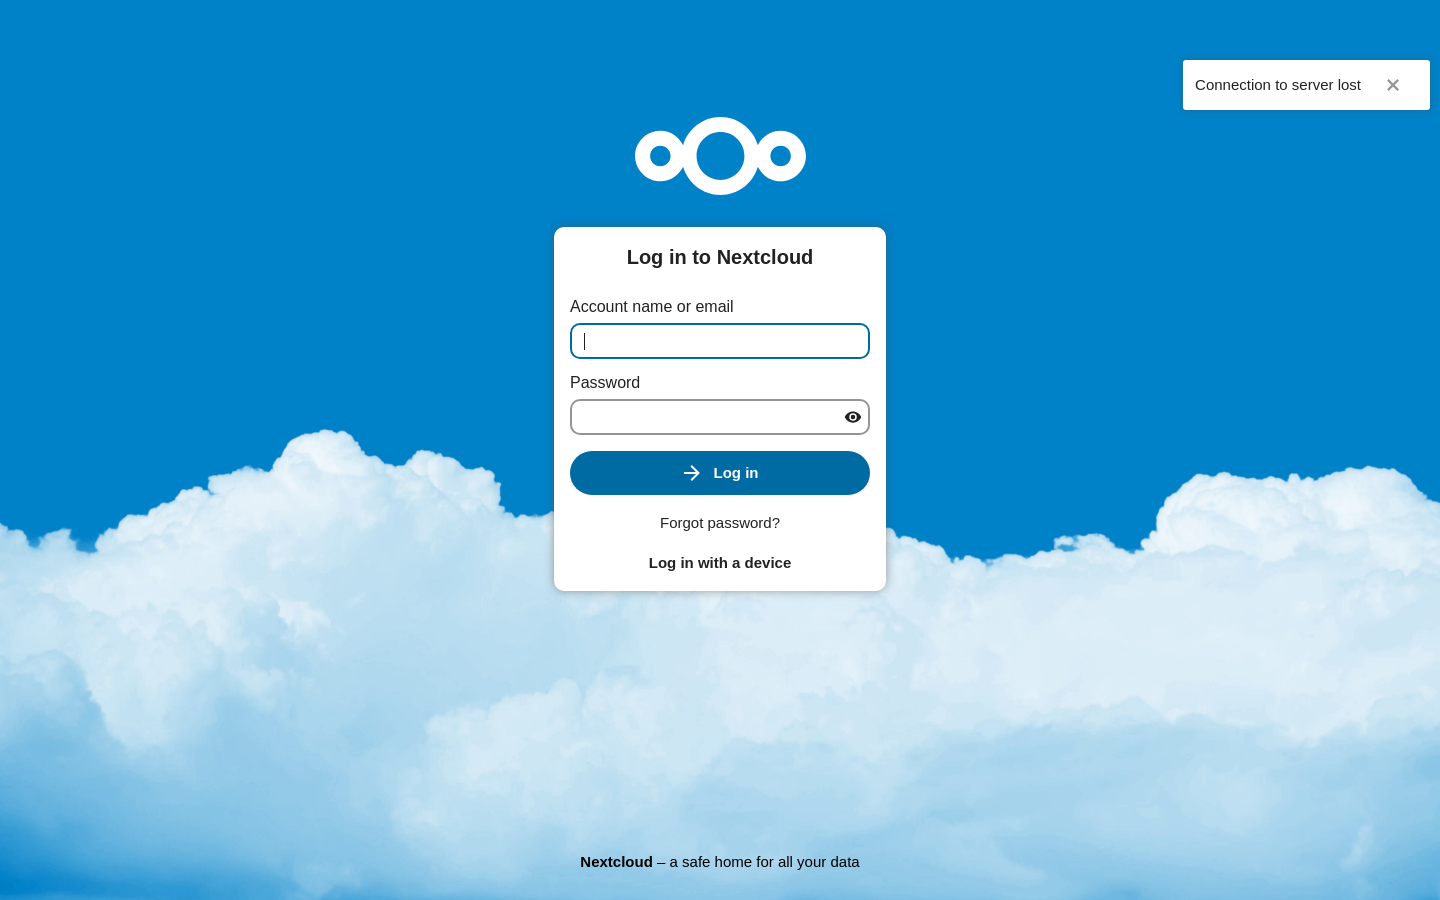 Connection to server lost
Log in to Nextcloud
Account name or email
Password
Log in
Forgot password?
Log in with a device
Nextcloud – a safe home for all your data